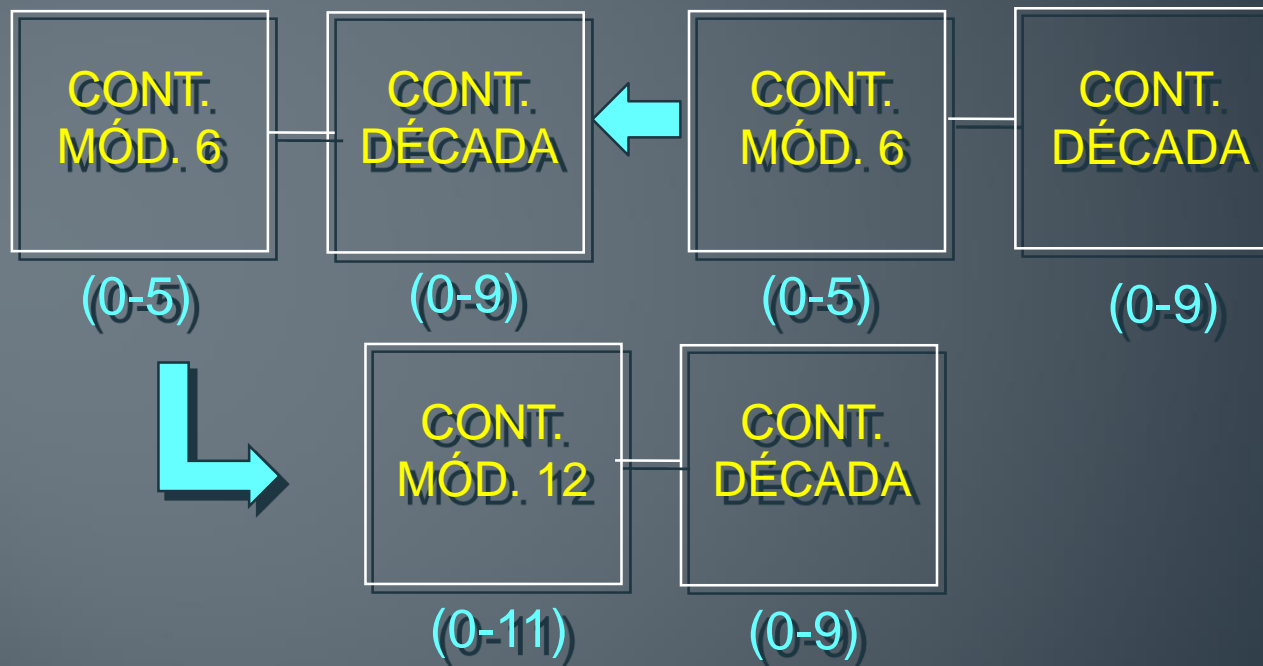 CONT.
MÓD. 6
CONT.
DÉCADA
CONT.
MÓD. 6
CONT.
DÉCADA
(0-5)
(0-9)
(0-5)
(0-9)
CONT.
MÓD. 12
CONT.
DÉCADA
(0-11)
(0-9)